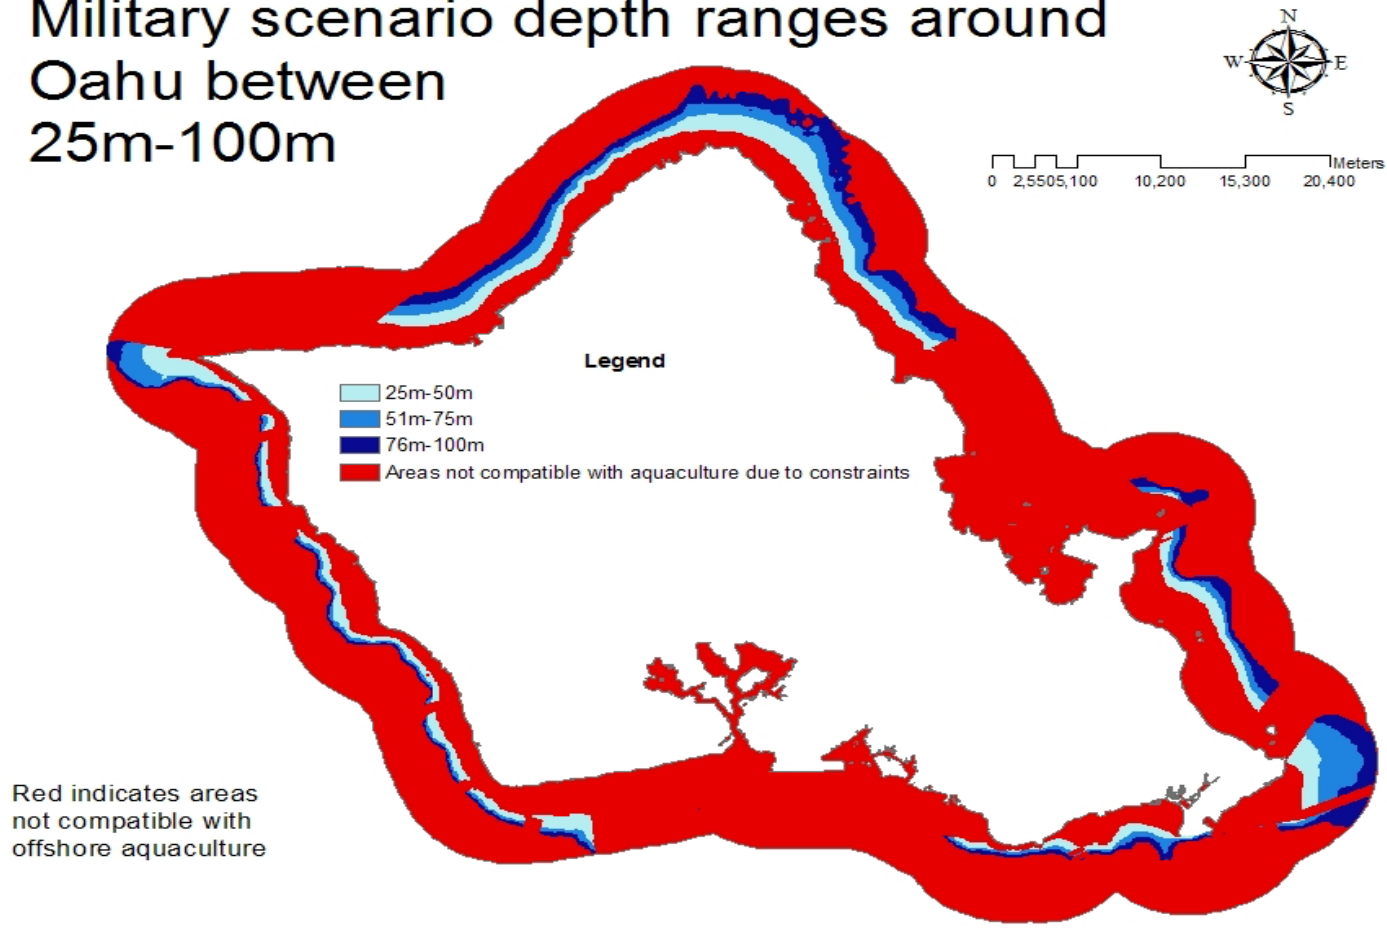 Military scenario depth ranges around
Oahu between
25m-100m
N
W E
S
Meters
0 2,5505,100 10,200 15,300 20,400
Legend
25m-50m
51m-75m
76m-100m
Areas not compatible with aquaculture due to constraints
Red indicates areas
not compatible with
offshore aquaculture